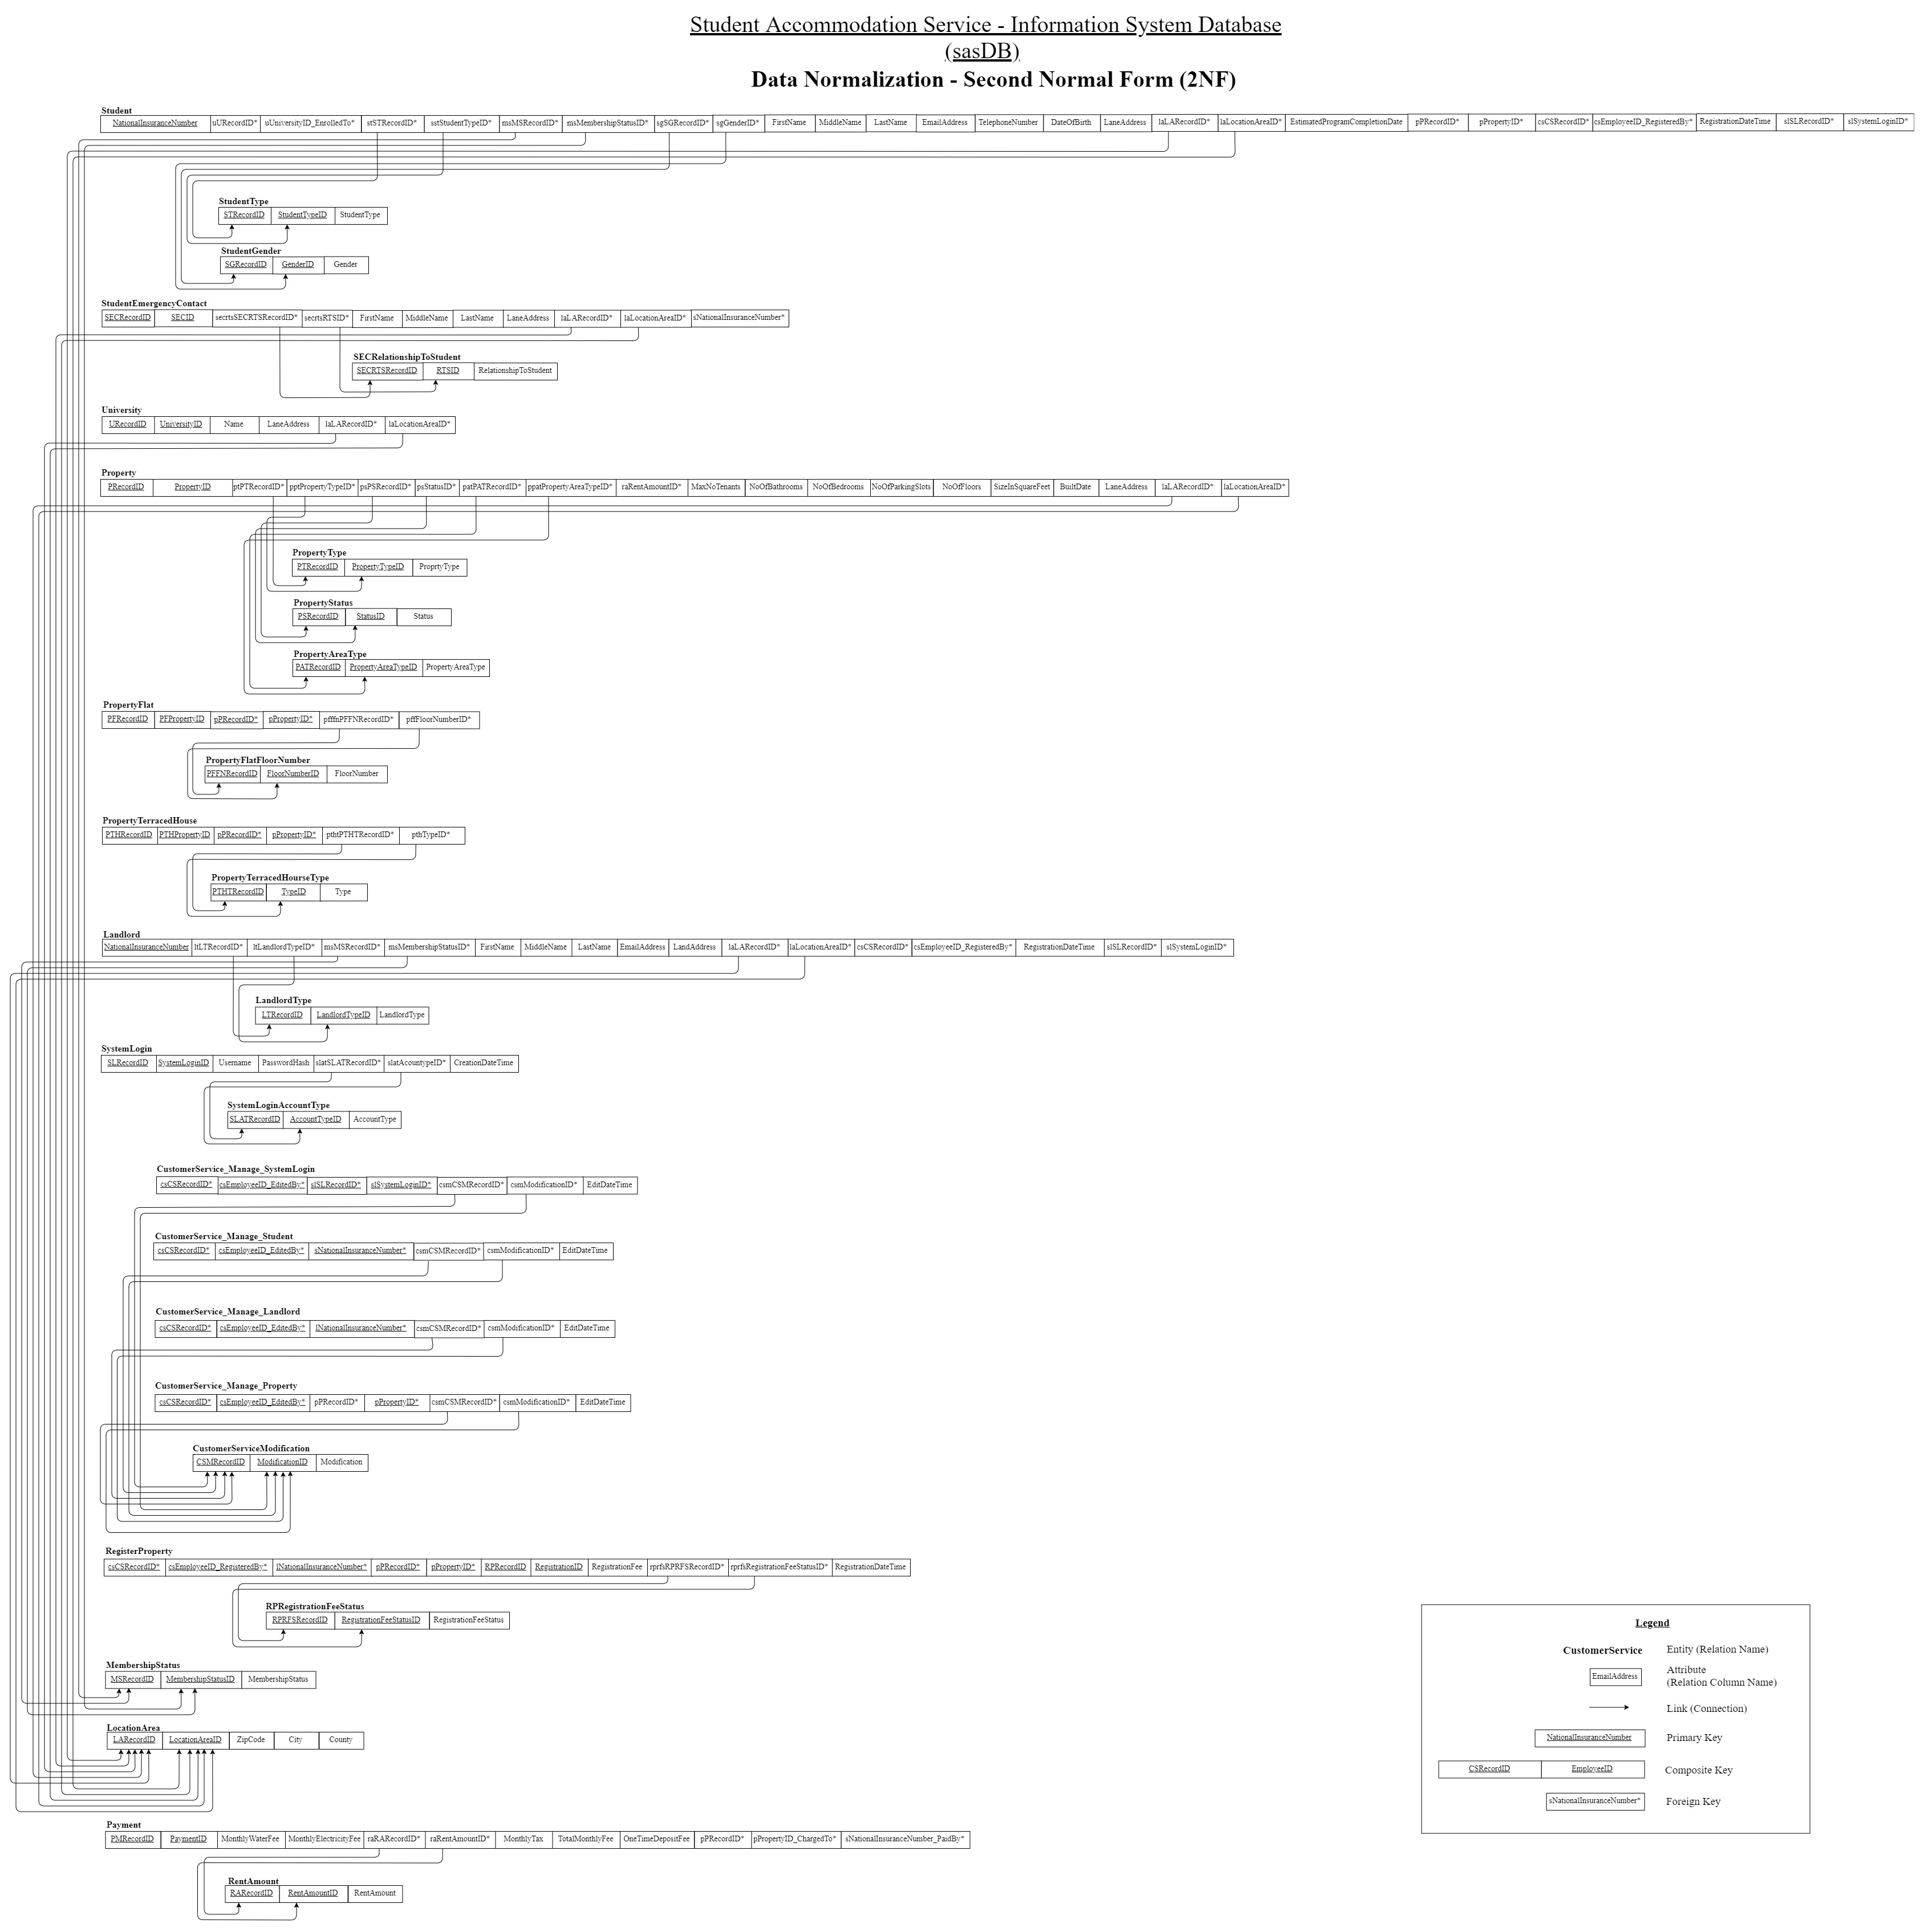 Student Accommodation Service - Information System Database
(sasDB)
Data Normalization - Second Normal Form (2NF)
Student
NationalInsuranceNumber uURecordID* uUniversityID_EnrolledTo* stSTRecordID* sstStudentTypeID* msMSRecordID* msMembershipStatusID* sgSGRecordID* sgGenderID* FirstName MiddleName LastName EmailAddress TelephoneNumber DateOfBirth LaneAddress laLARecordID* laLocationAreaID* EstimatedProgramCompletionDate pPRecordID* pPropertyID* csCSRecordID* csEmployeeID_RegisteredBy* RegistrationDateTime slSLRecordID* slSystemLoginID*
StudentType
STRecordID StudentTypeID StudentType
StudentGender
SGRecordID GenderID Gender
StudentEmergencyContact
SECRecordID SECID secrtsSECRTSRecordID* secrtsRTSID* FirstName MiddleName LastName LaneAddress laLARecordID* laLocationAreaID* sNationalInsuranceNumber*
SECRelationshipToStudent
SECRTSRecordID RTSID RelationshipToStudent
University
URecordID UniversityID Name LaneAddress laLARecordID* laLocationAreaID*
Property
PRecordID PropertyID ptPTRecordID* pptPropertyTypeID* psPSRecordID* psStatusID* patPATRecordID* ppatPropertyAreaTypeID* raRentAmountID* MaxNoTenants NoOfBathrooms NoOfBedrooms NoOfParkingSlots NoOfFloors SizeInSquareFeet BuiltDate LaneAddress laLARecordID* laLocationAreaID*
PropertyType
PTRecordID PropertyTypeID ProprtyType
PropertyStatus
PSRecordID StatusID Status
PropertyAreaType
PATRecordID PropertyAreaTypeID PropertyAreaType
PropertyFlat
PFRecordID PFPropertyID pPRecordID* pPropertyID* pfffnPFFNRecordID* pffFloorNumberID*
PropertyFlatFloorNumber
PFFNRecordID FloorNumberID FloorNumber
PropertyTerracedHouse
PTHRecordID PTHPropertyID pPRecordID* pPropertyID* pthtPTHTRecordID* pthTypeID*
PropertyTerracedHourseType
PTHTRecordID TypeID Type
Landlord
NationalInsuranceNumber ltLTRecordID* ltLandlordTypeID* msMSRecordID* msMembershipStatusID* FirstName MiddleName LastName EmailAddress LandAddress laLARecordID* laLocationAreaID* csCSRecordID* csEmployeeID_RegisteredBy* RegistrationDateTime slSLRecordID* slSystemLoginID*
LandlordType
LTRecordID LandlordTypeID LandlordType
SystemLogin
SLRecordID SystemLoginID Username PasswordHash slatSLATRecordID* slatAcountypeID* CreationDateTime
SystemLoginAccountType
SLATRecordID AccountTypeID AccountType
CustomerService_Manage_SystemLogin
csCSRecordID* csEmployeeID_EditedBy* slSLRecordID* slSystemLoginID* csmCSMRecordID* csmModificationID* EditDateTime
CustomerService_Manage_Student
csCSRecordID* csEmployeeID_EditedBy* sNationalInsuranceNumber* csmCSMRecordID* csmModificationID* EditDateTime
CustomerService_Manage_Landlord
csCSRecordID* csEmployeeID_EditedBy* lNationalInsuranceNumber* csmCSMRecordID* csmModificationID* EditDateTime
CustomerService_Manage_Property
csCSRecordID* csEmployeeID_EditedBy* pPRecordID* pPropertyID* csmCSMRecordID* csmModificationID* EditDateTime
CustomerServiceModification
CSMRecordID ModificationID Modification
RegisterProperty
csCSRecordID* csEmployeeID_RegisteredBy* lNationalInsuranceNumber* pPRecordID* pPropertyID* RPRecordID RegistrationID RegistrationFee rprfsRPRFSRecordID* rprfsRegistrationFeeStatusID* RegistrationDateTime
RPRegistrationFeeStatus
RPRFSRecordID RegistrationFeeStatusID RegistrationFeeStatus
MembershipStatus
MSRecordID MembershipStatusID MembershipStatus
LocationArea
LARecordID LocationAreaID ZipCode City County
Payment
PMRecordID PaymentID MonthlyWaterFee MonthlyElectricityFee raRARecordID* raRentAmountID* MonthlyTax TotalMonthlyFee OneTimeDepositFee pPRecordID* pPropertyID_ChargedTo* sNationalInsuranceNumber_PaidBy*
RentAmount
RARecordID RentAmountID RentAmount
Legend
CustomerService Entity (Relation Name)
EmailAddress Attribute
(Relation Column Name)
Link (Connection)
NationalInsuranceNumber Primary Key
CSRecordID EmployeeID Composite Key
sNationalInsuranceNumber* Foreign Key